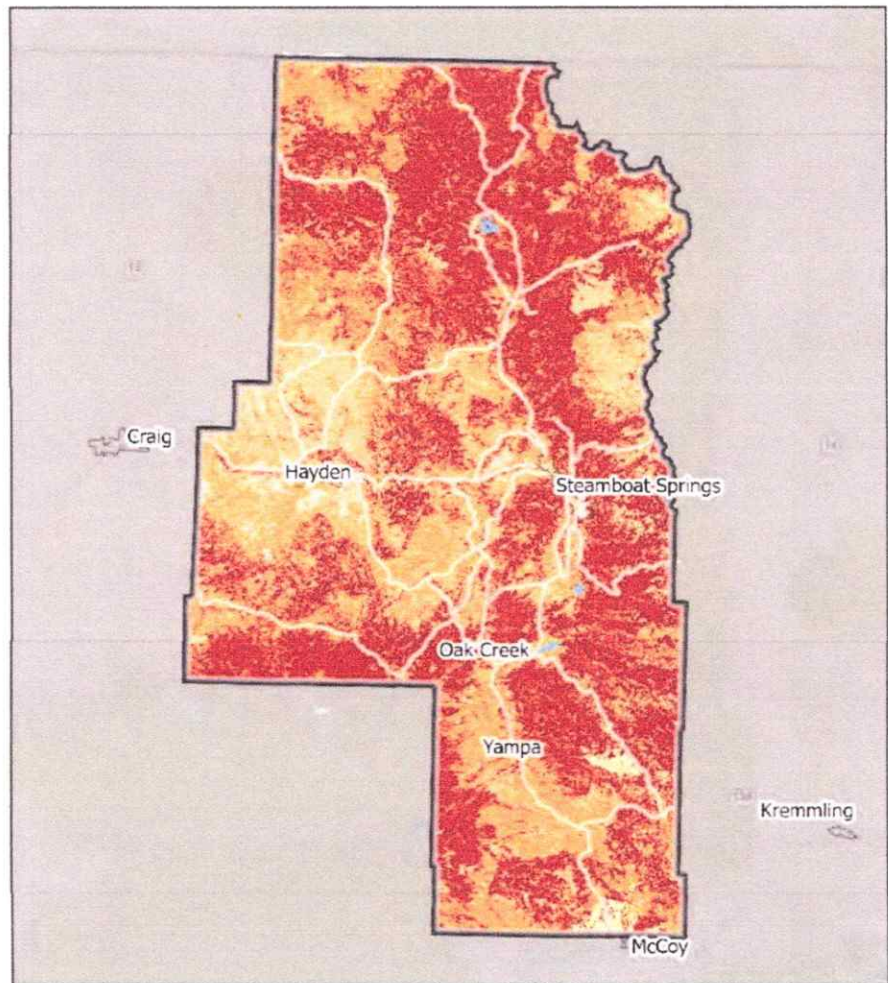 Craig
Hayden
Steamboat Springs
Oak Creek
Yampa
Kremmling
McCoy